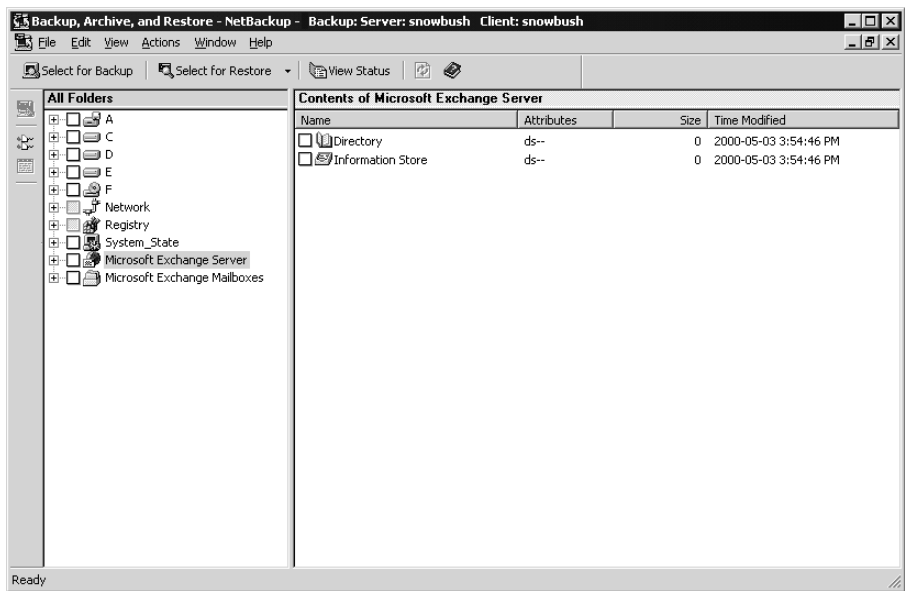 Backup, Archive, and Restore - NetBackup - Backup: Server: snowbush Client: snowbush
File Edit View Actions Window Help
Select for Backup Select for Restore View Status
All Folders
A
C
D
E
F
Network
Registry
System_State
Microsoft Exchange Server
Microsoft Exchange Mailboxes
Contents of Microsoft Exchange Server
Name Attributes Size Time Modified
Directory ds-- 0 2000-05-03 3:54:46 PM
Information Store ds-- 0 2000-05-03 3:54:46 PM
Ready